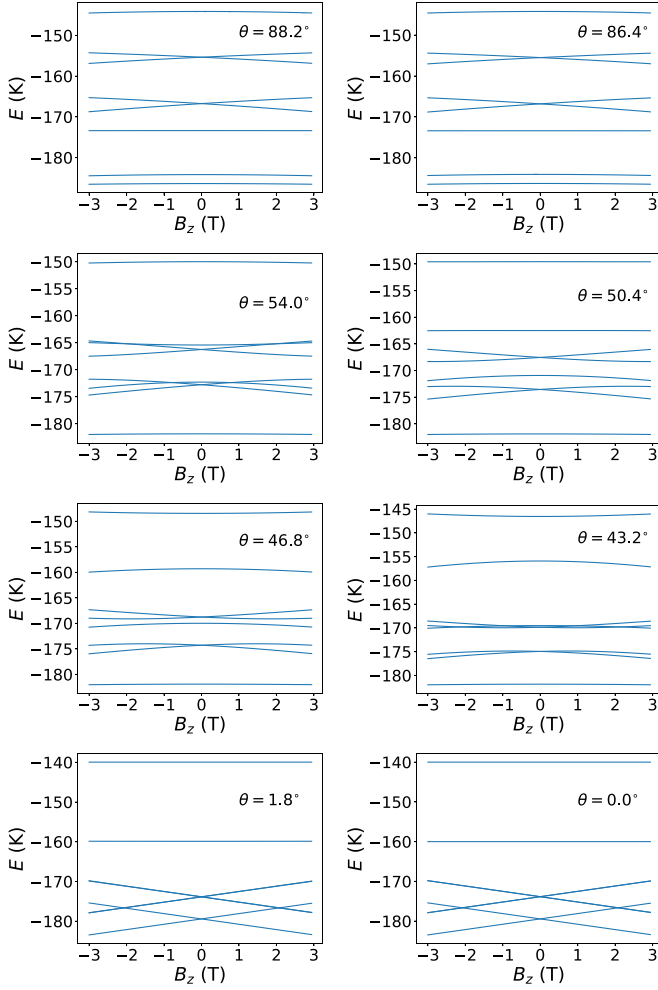 θ = 88.2°
E (K)
−150
−160
−170
−180
−3 −2 −1 0 1 2 3
B_z (T)
θ = 86.4°
E (K)
−150
−160
−170
−180
−3 −2 −1 0 1 2 3
B_z (T)
θ = 54.0°
E (K)
−150
−155
−160
−165
−170
−175
−180
−3 −2 −1 0 1 2 3
B_z (T)
θ = 50.4°
E (K)
−150
−155
−160
−165
−170
−175
−180
−3 −2 −1 0 1 2 3
B_z (T)
θ = 46.8°
E (K)
−150
−155
−160
−165
−170
−175
−180
−3 −2 −1 0 1 2 3
B_z (T)
θ = 43.2°
E (K)
−145
−150
−155
−160
−165
−170
−175
−180
−3 −2 −1 0 1 2 3
B_z (T)
θ = 1.8°
E (K)
−140
−150
−160
−170
−180
−3 −2 −1 0 1 2 3
B_z (T)
θ = 0.0°
E (K)
−140
−150
−160
−170
−180
−3 −2 −1 0 1 2 3
B_z (T)